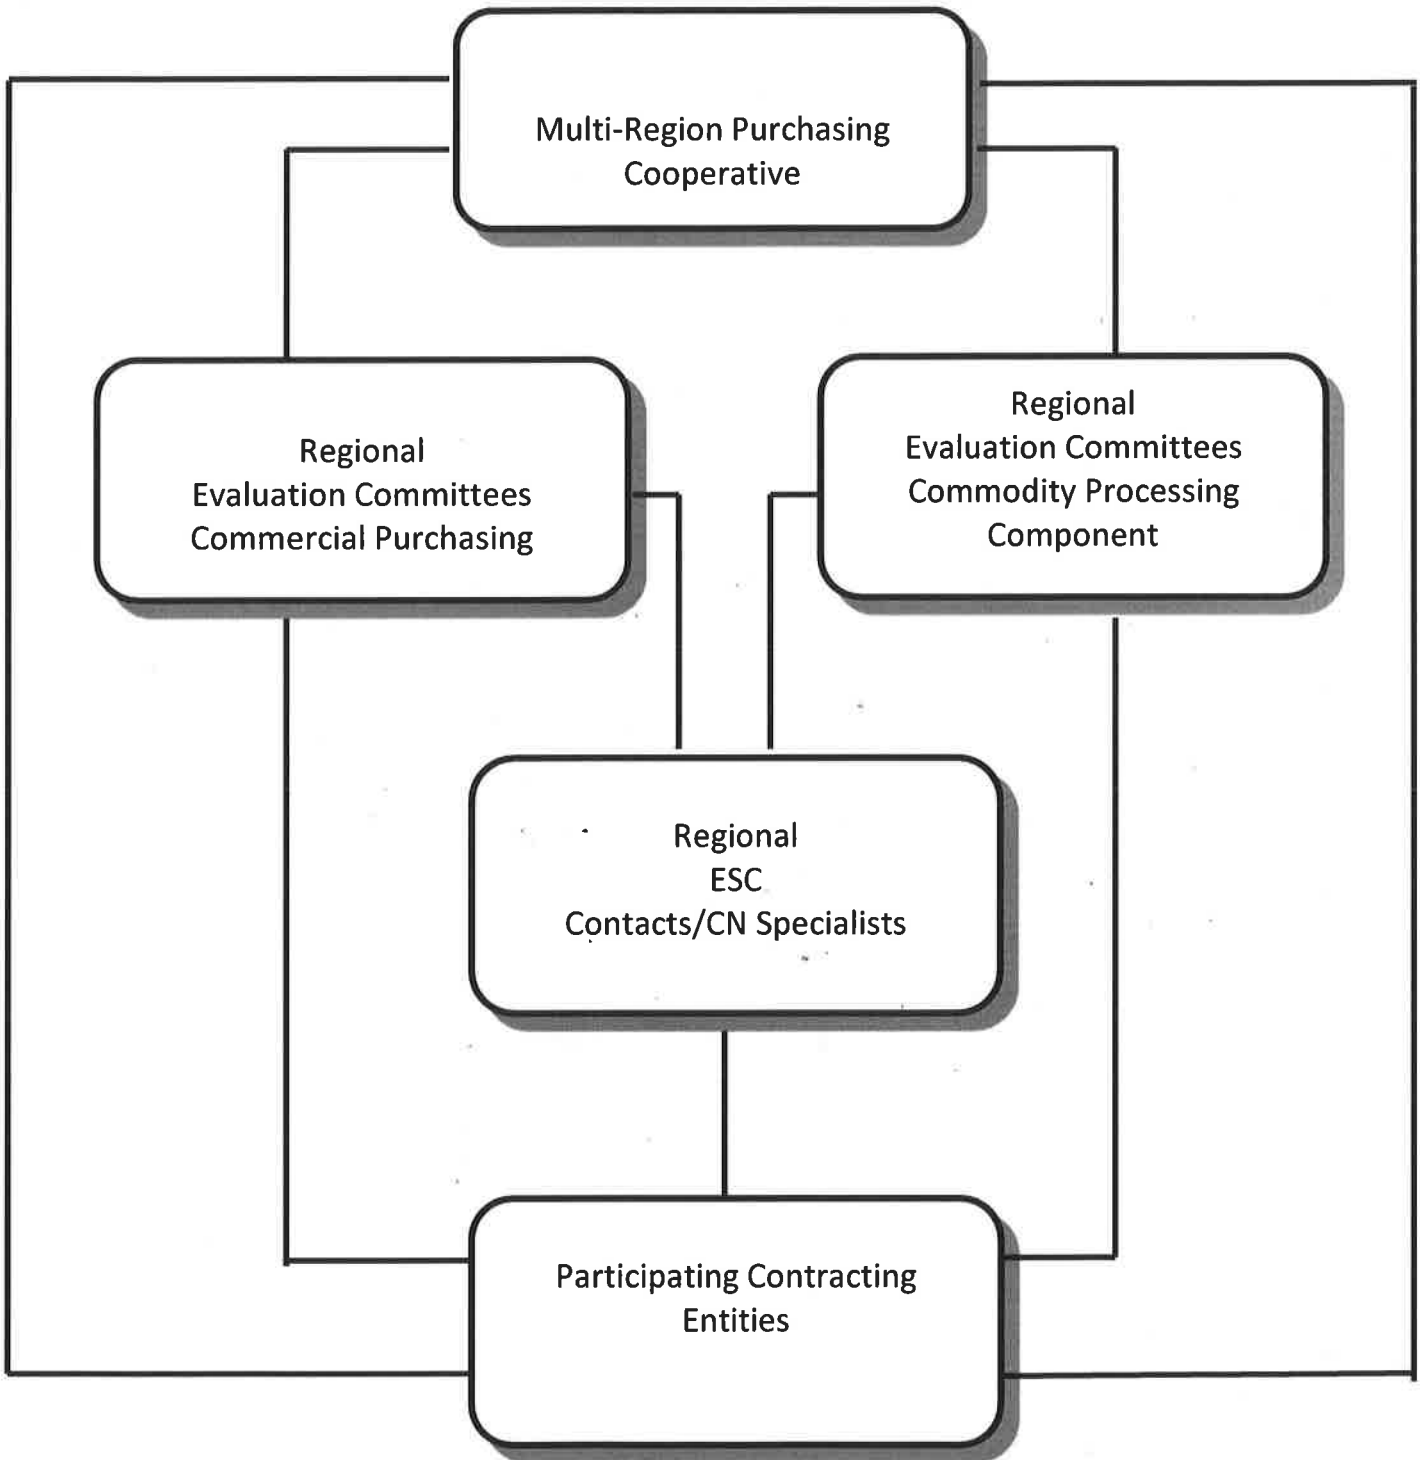 Multi-Region Purchasing
Cooperative
Regional
Evaluation Committees
Commercial Purchasing
Regional
Evaluation Committees
Commodity Processing
Component
Regional
ESC
Contacts/CN Specialists
Participating Contracting
Entities